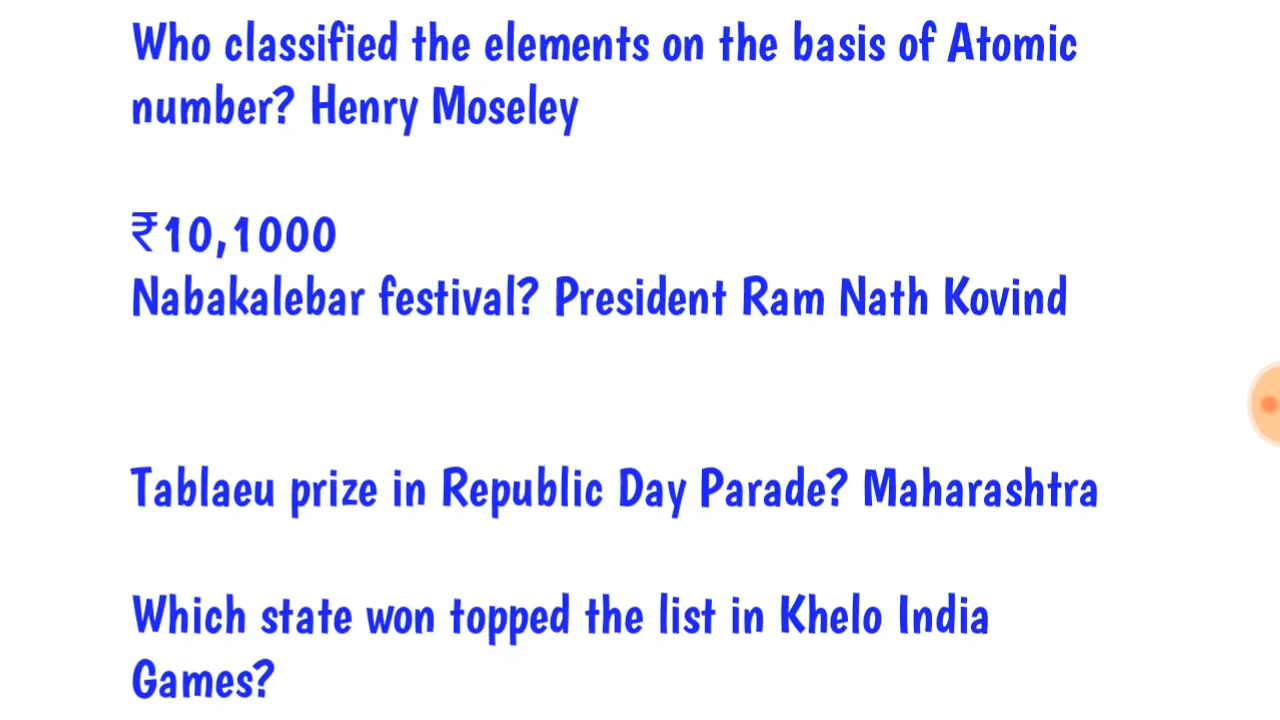 Who classified the elements on the basis of Atomic
number? Henry Moseley
₹10,1000
Nabakalebar festival? President Ram Nath Kovind
Tablaeu prize in Republic Day Parade? Maharashtra
Which state won topped the list in Khelo India
Games?